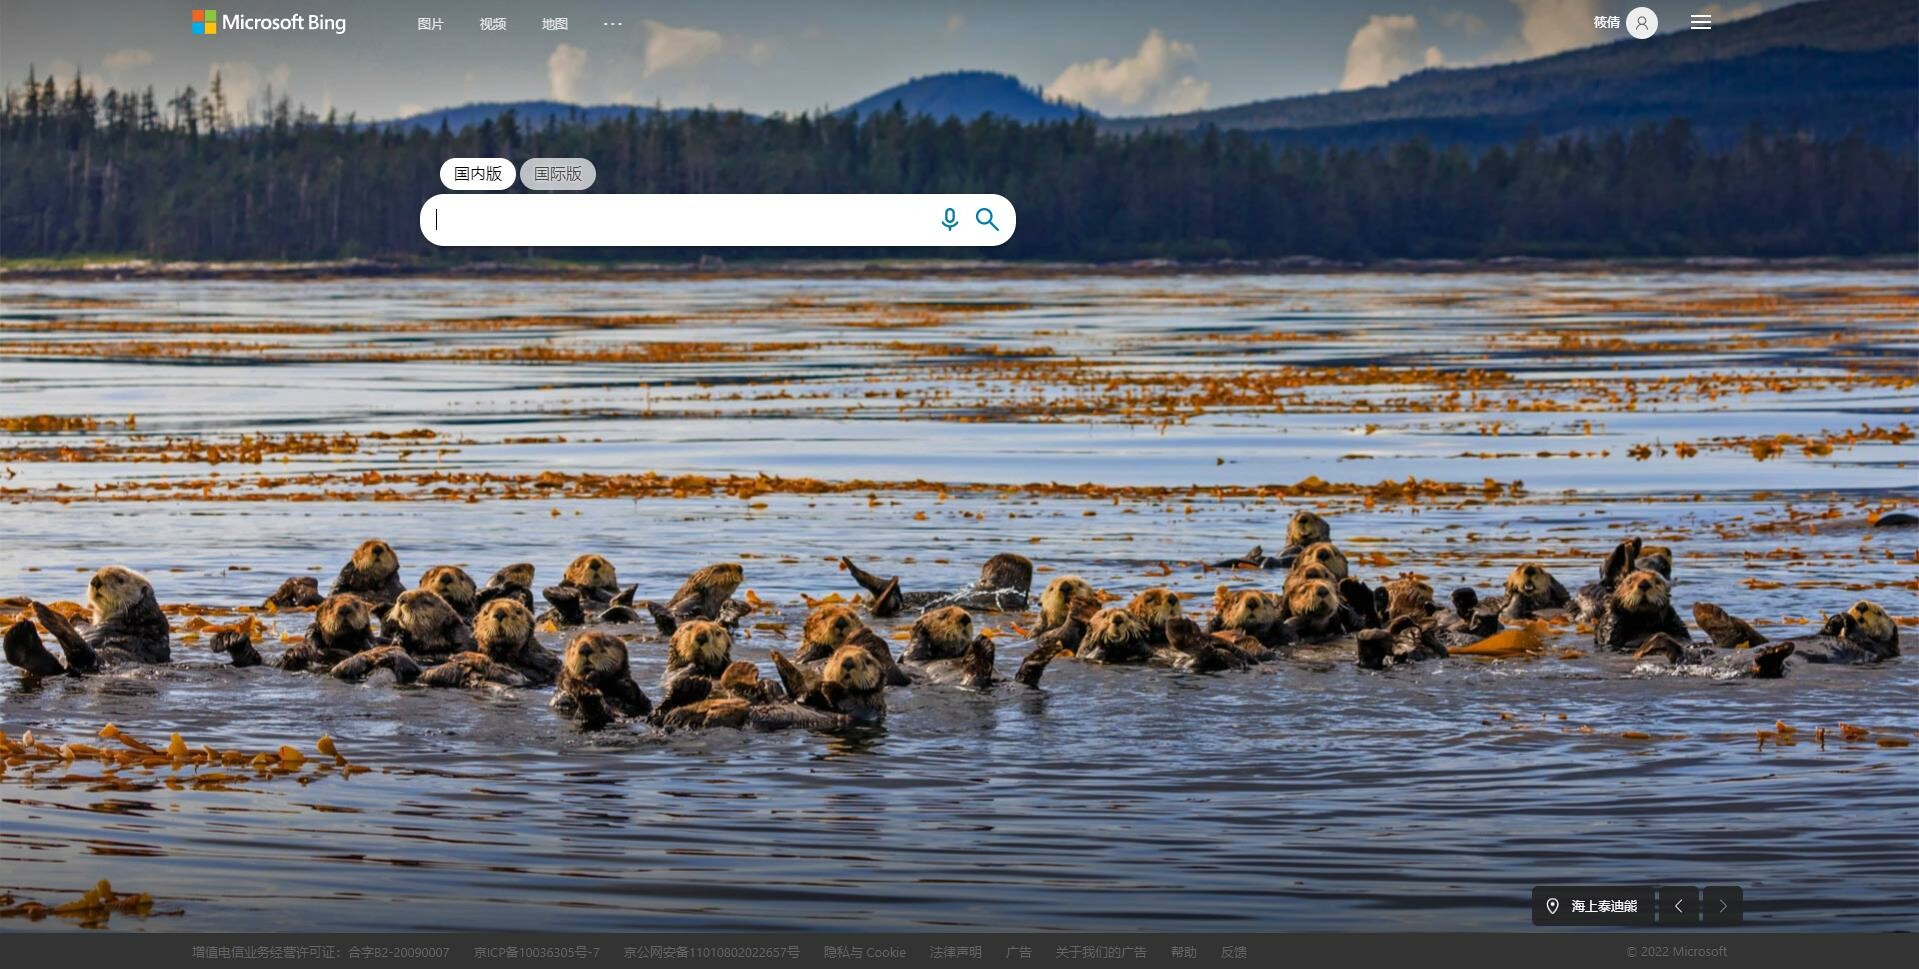 Microsoft Bing
图片
视频
地图
筱倩
国内版
国际版
海上泰迪熊
增值电信业务经营许可证：合字B2-20090007
京ICP备10036305号-7
京公网安备11010802022657号
隐私与 Cookie
法律声明
广告
关于我们的广告
帮助
反馈
© 2022 Microsoft